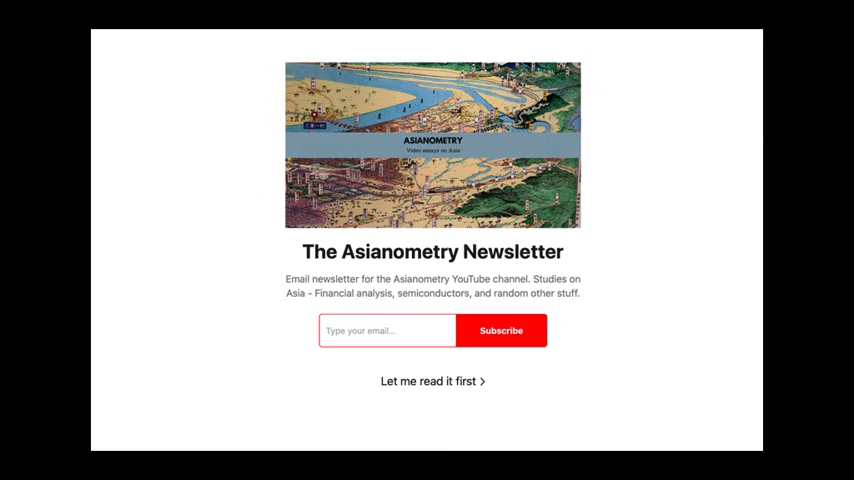 ASIANOMETRY
Video essays on Asia
The Asianometry Newsletter
Email newsletter for the Asianometry YouTube channel. Studies on
Asia - Financial analysis, semiconductors, and random other stuff.
Type your email...
Subscribe
Let me read it first >